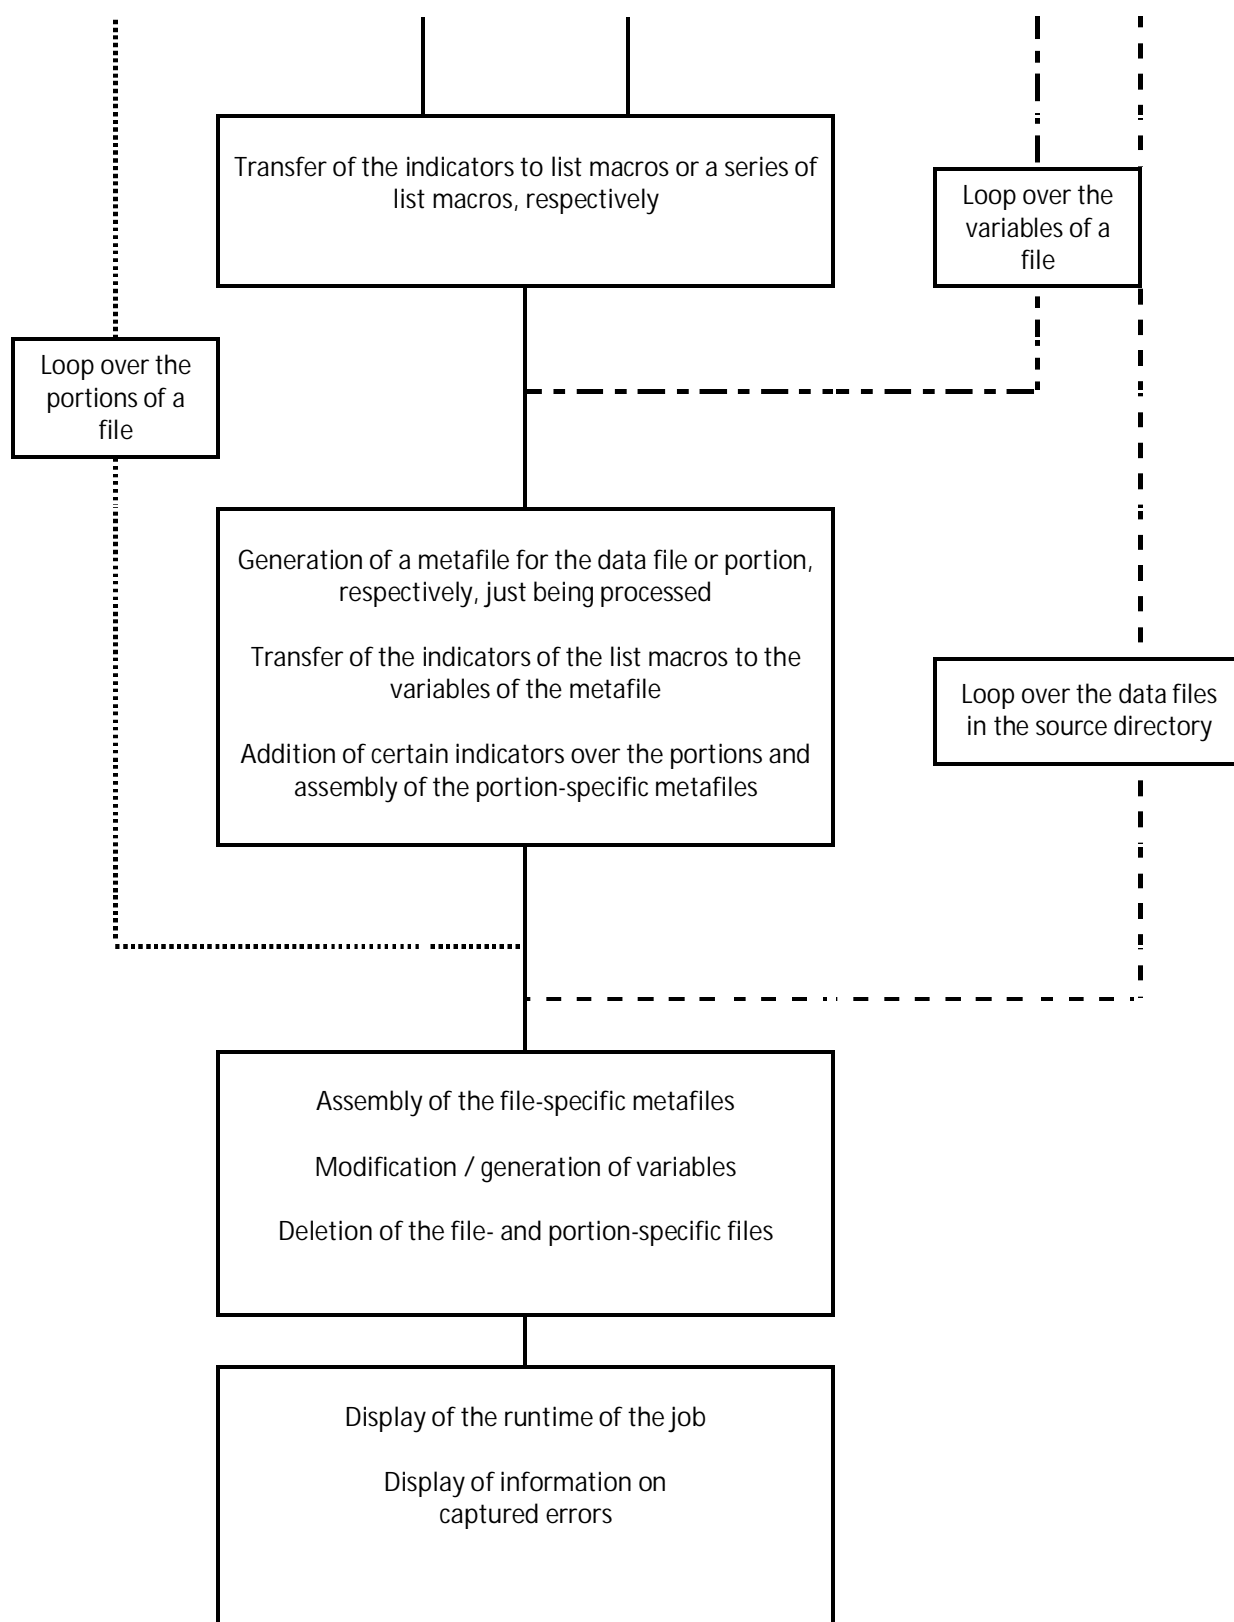 Transfer of the indicators to list macros or a series of
list macros, respectively
Loop over the
variables of a
file
Loop over the
portions of a
file
Generation of a metafile for the data file or portion,
respectively, just being processed
Transfer of the indicators of the list macros to the
variables of the metafile
Addition of certain indicators over the portions and
assembly of the portion-specific metafiles
Loop over the data files
in the source directory
Assembly of the file-specific metafiles
Modification / generation of variables
Deletion of the file- and portion-specific files
Display of the runtime of the job
Display of information on
captured errors